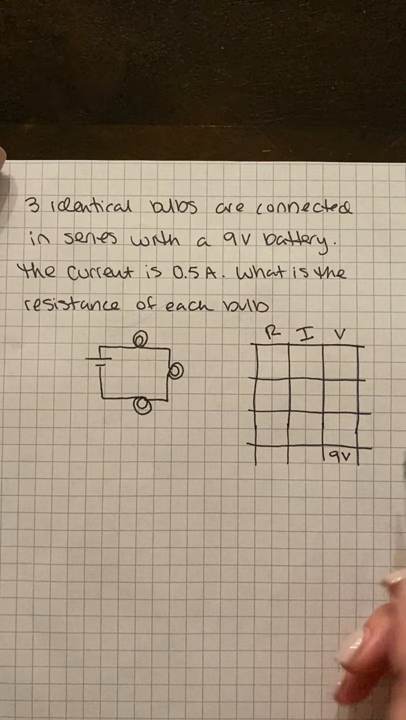 3 identical bulbs are connected
in series with a 9V battery.
The current is 0.5 A. What is the
resistance of each bulb
R I V
9V